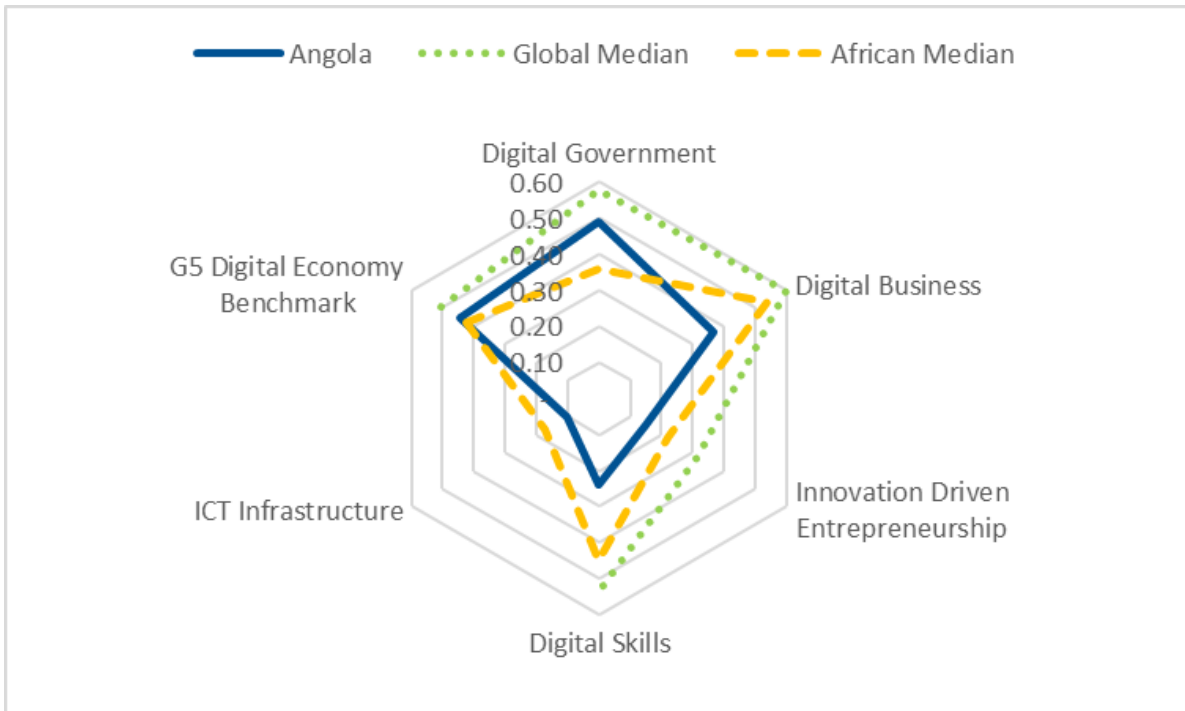 Angola
Global Median
African Median
Digital Government
0.60
0.50
0.40
0.30
0.20
0.10
G5 Digital Economy
Benchmark
Digital Business
ICT Infrastructure
Innovation Driven
Entrepreneurship
Digital Skills